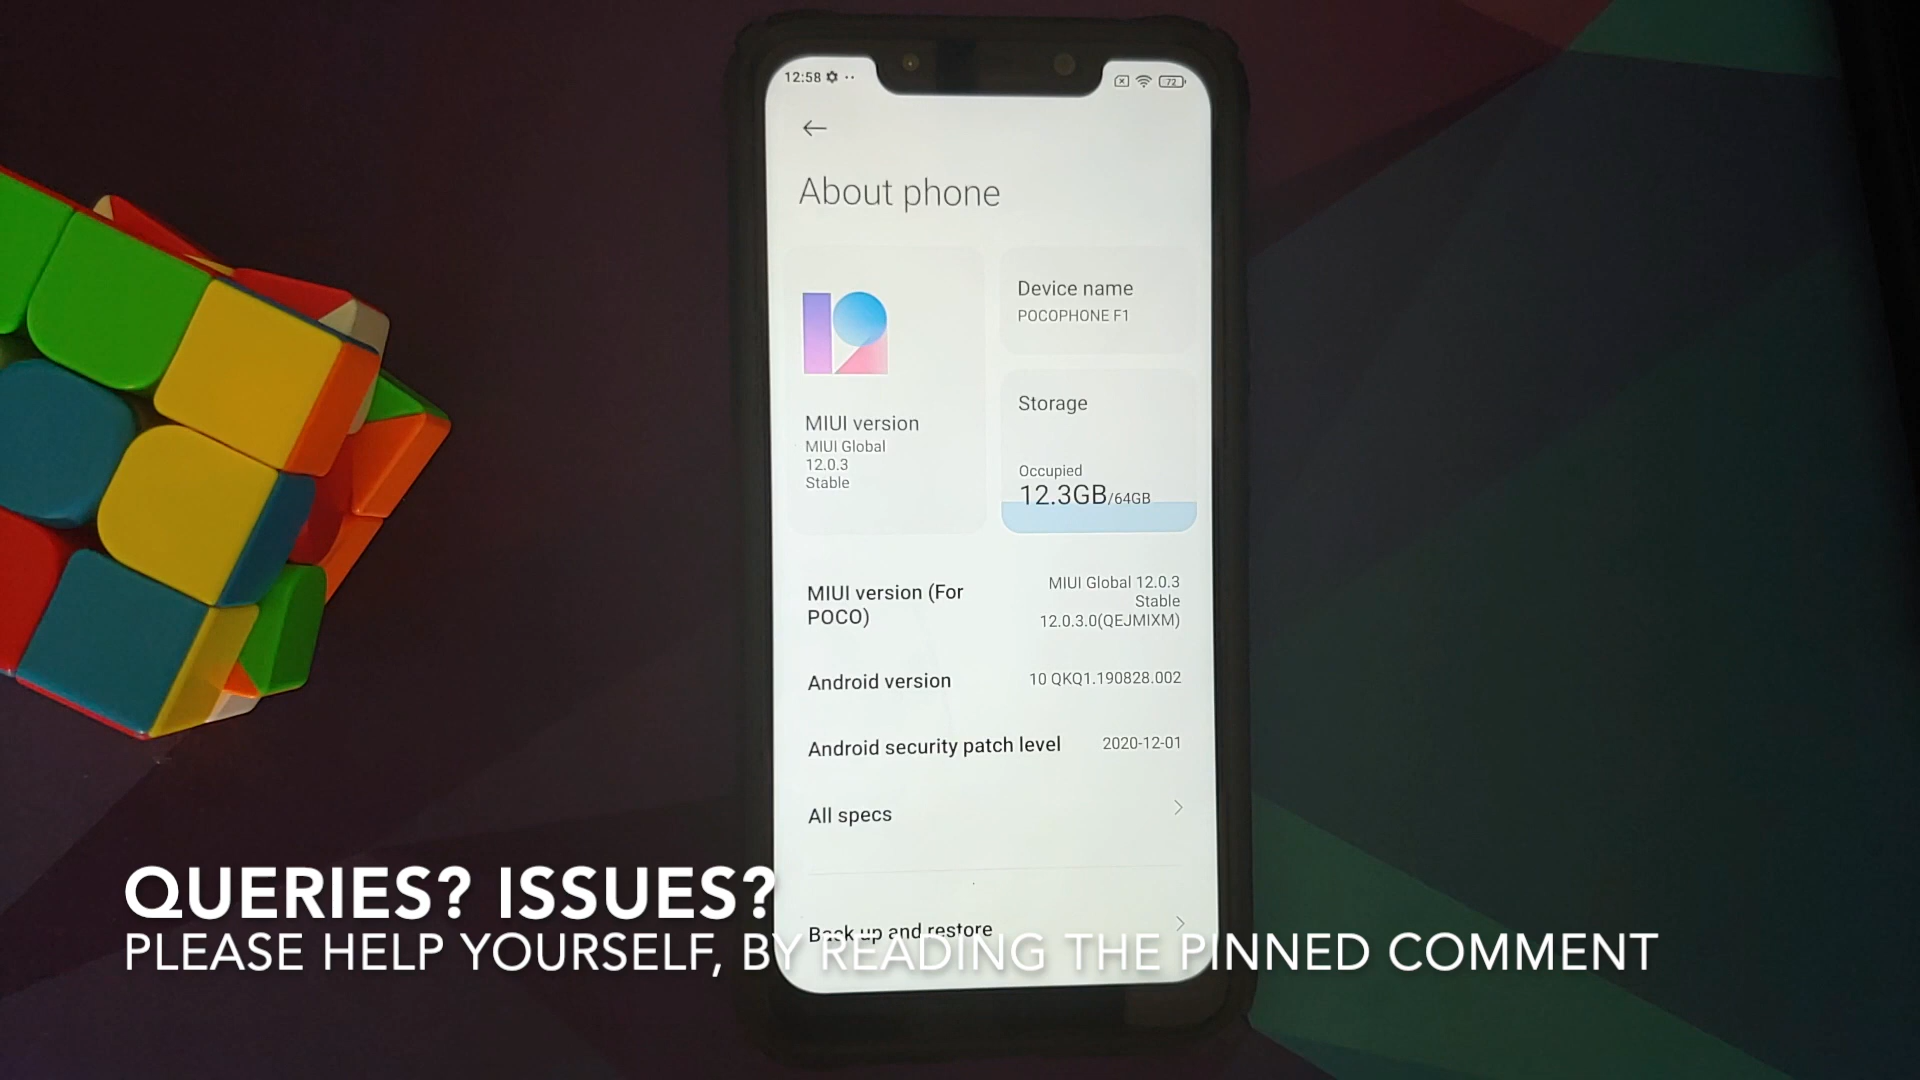 12:58
72
About phone
MIUI version
MIUI Global
12.0.3
Stable
Device name
POCOPHONE F1
Storage
Occupied
12.3GB/64GB
MIUI version (For
POCO)
MIUI Global 12.0.3
Stable
12.0.3.0(QEJMIXM)
Android version
10 QKQ1.190828.002
Android security patch level
2020-12-01
All specs
Back up and restore
QUERIES? ISSUES?
PLEASE HELP YOURSELF, BY READING THE PINNED COMMENT